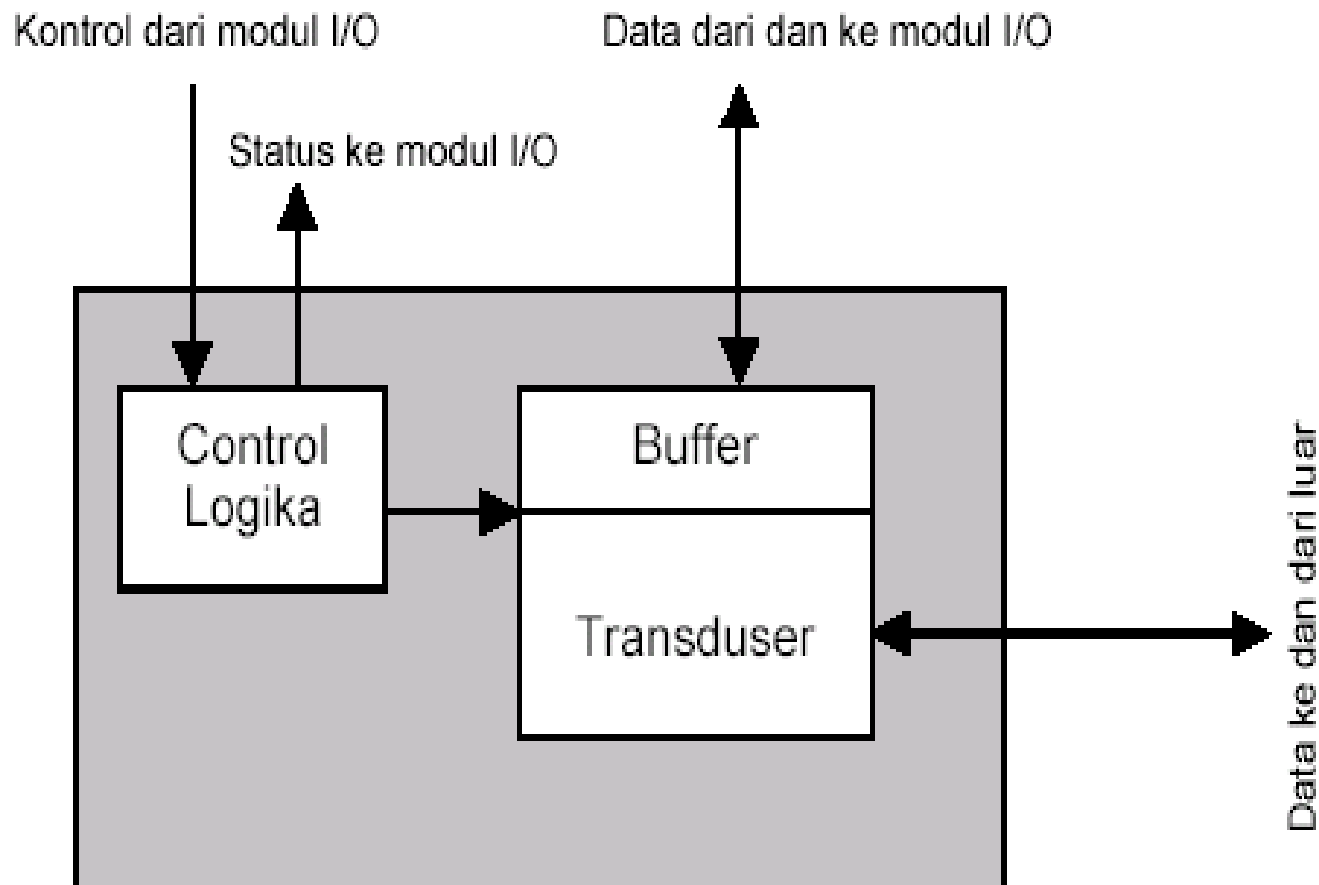 Kontrol dari modul I/O
Data dari dan ke modul I/O
Status ke modul I/O
Control
Logika
Buffer
Transduser
Data ke dan dari luar